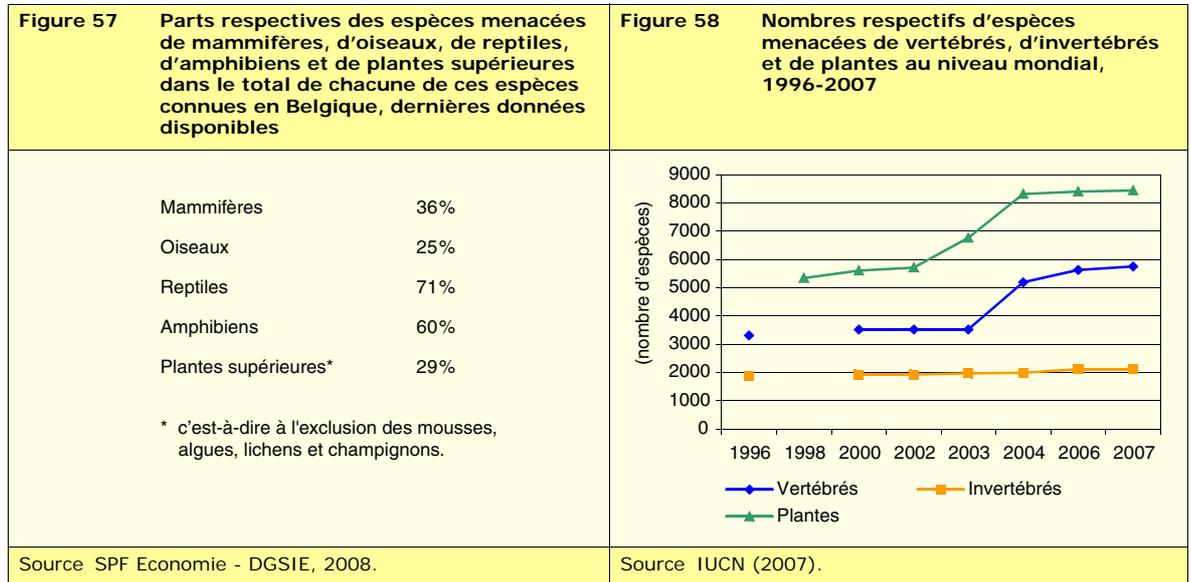 Figure 57 Parts respectives des espèces menacées
de mammifères, d'oiseaux, de reptiles,
d'amphibiens et de plantes supérieures
dans le total de chacune de ces espèces
connues en Belgique, dernières données
disponibles
Mammifères 36%
Oiseaux 25%
Reptiles 71%
Amphibiens 60%
Plantes supérieures* 29%
* c'est-à-dire à l'exclusion des mousses,
algues, lichens et champignons.
Source SPF Economie - DGSIE, 2008.
Figure 58 Nombres respectifs d'espèces
menacées de vertébrés, d'invertébrés
et de plantes au niveau mondial,
1996-2007
(nombre d'espèces)
9000
8000
7000
6000
5000
4000
3000
2000
1000
0
1996 1998 2000 2002 2003 2004 2006 2007
Vertébrés Invertébrés
Plantes
Source IUCN (2007).